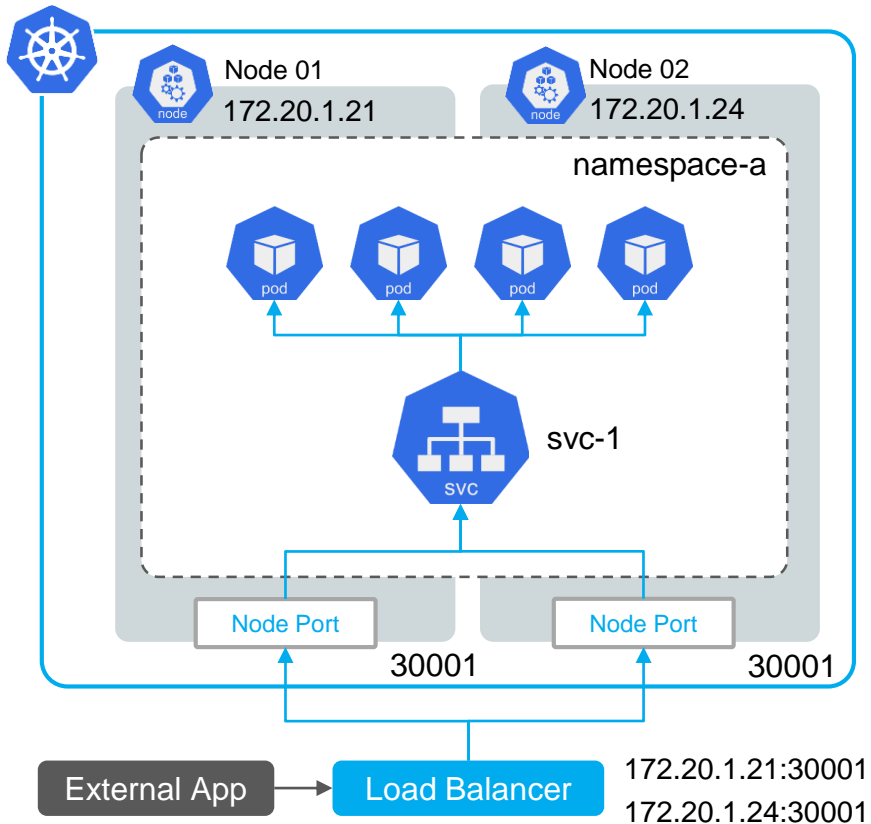 Node 01
172.20.1.21
node
Node 02
172.20.1.24
node
namespace-a
pod
pod
pod
pod
svc-1
svc
Node Port
Node Port
30001
30001
External App
Load Balancer
172.20.1.21:30001
172.20.1.24:30001